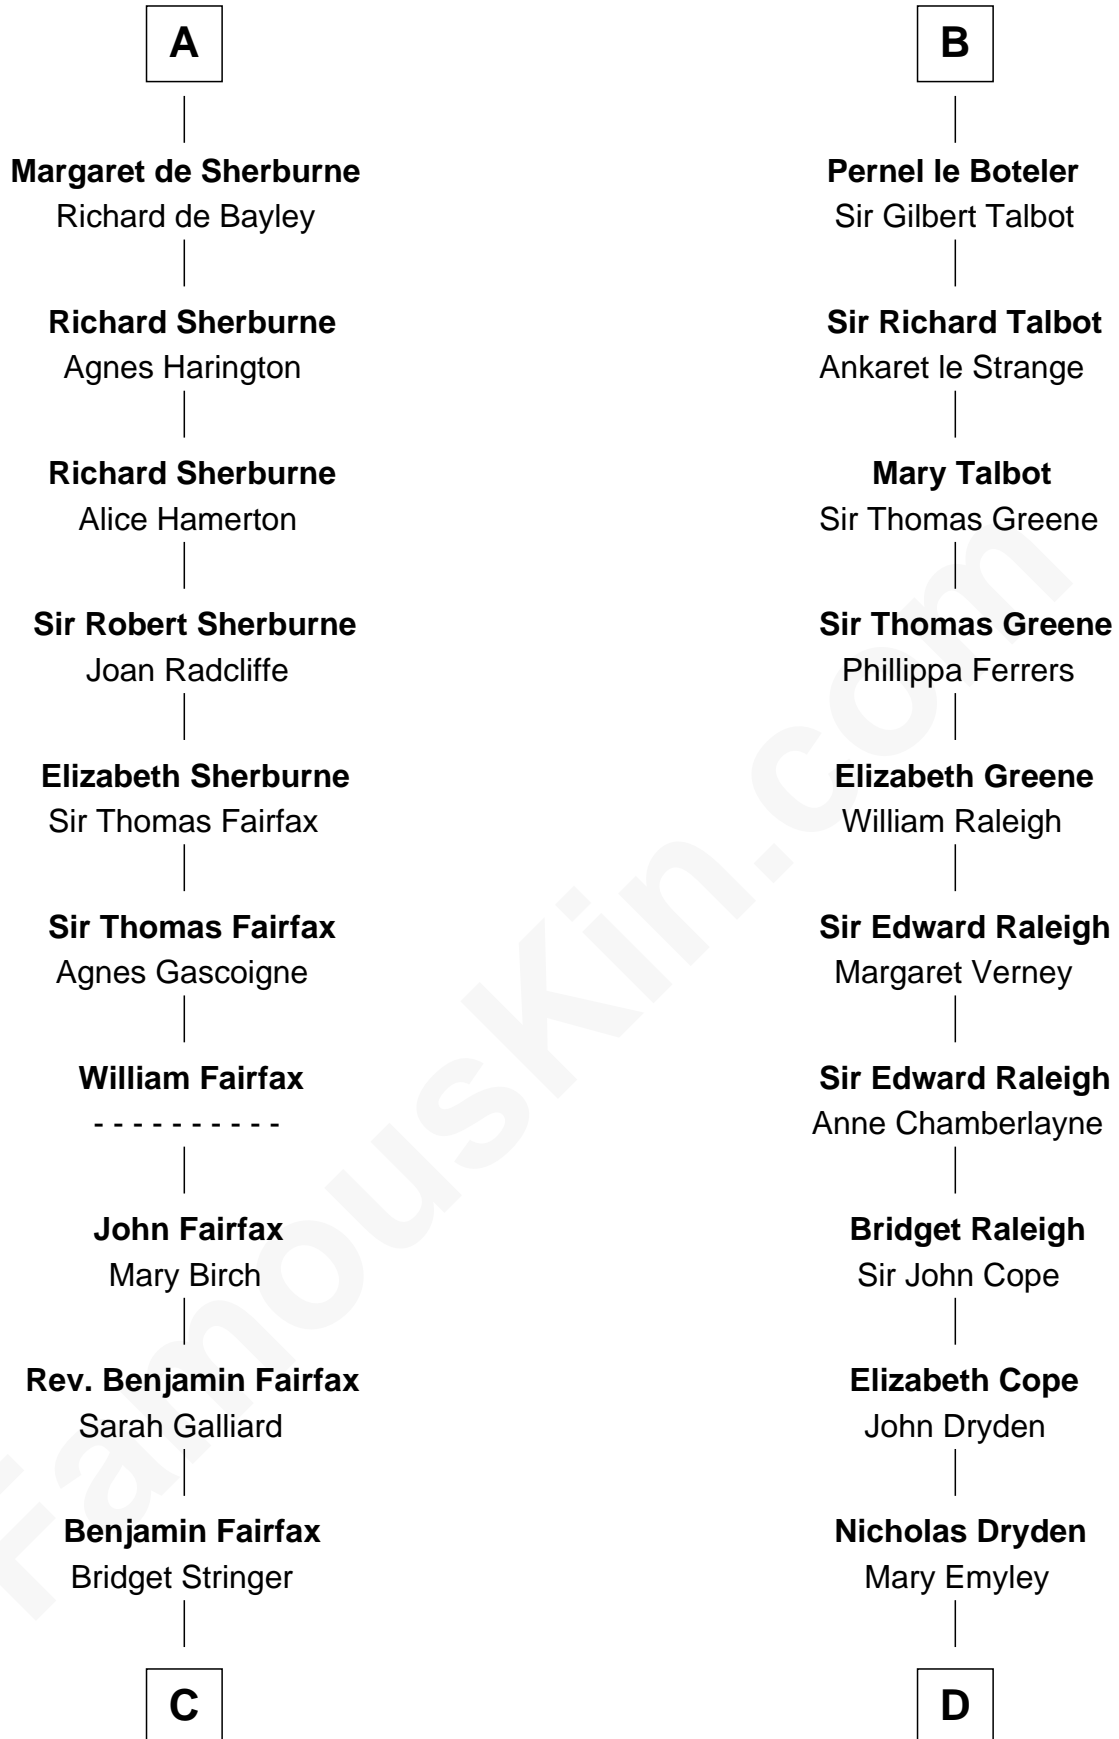 A
Margaret de Sherburne
Richard de Bayley
Richard Sherburne
Agnes Harington
Richard Sherburne
Alice Hamerton
Sir Robert Sherburne
Joan Radcliffe
Elizabeth Sherburne
Sir Thomas Fairfax
Sir Thomas Fairfax
Agnes Gascoigne
William Fairfax
- - - - - - - - - -
John Fairfax
Mary Birch
Rev. Benjamin Fairfax
Sarah Galliard
Benjamin Fairfax
Bridget Stringer
C
B
Pernel le Boteler
Sir Gilbert Talbot
Sir Richard Talbot
Ankaret le Strange
Mary Talbot
Sir Thomas Greene
Sir Thomas Greene
Phillippa Ferrers
Elizabeth Greene
William Raleigh
Sir Edward Raleigh
Margaret Verney
Sir Edward Raleigh
Anne Chamberlayne
Bridget Raleigh
Sir John Cope
Elizabeth Cope
John Dryden
Nicholas Dryden
Mary Emyley
D
FamousKin.com